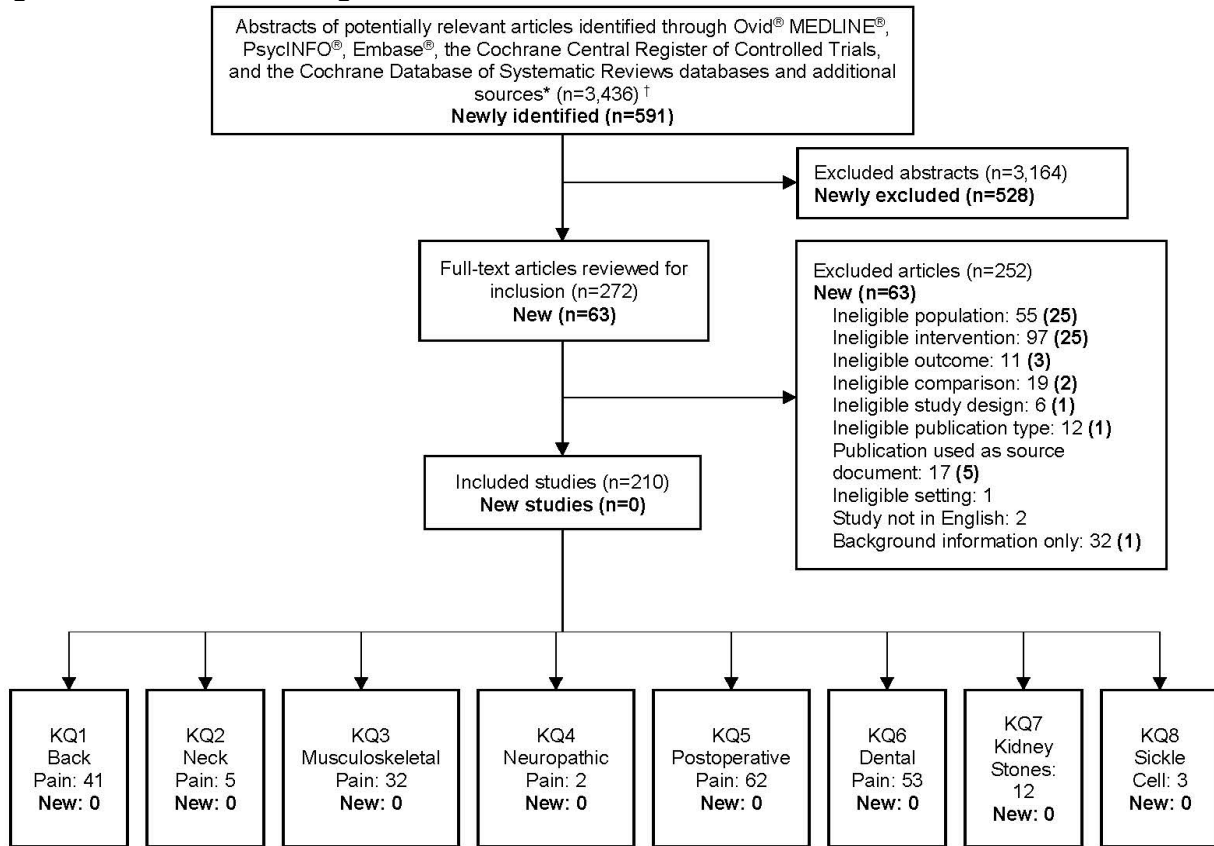 Abstracts of potentially relevant articles identified through Ovid® MEDLINE®,
PsycINFO®, Embase®, the Cochrane Central Register of Controlled Trials,
and the Cochrane Database of Systematic Reviews databases and additional
sources* (n=3,436) †
Newly identified (n=591)
Excluded abstracts (n=3,164)
Newly excluded (n=528)
Full-text articles reviewed for
inclusion (n=272)
New (n=63)
Excluded articles (n=252)
New (n=63)
Ineligible population: 55 (25)
Ineligible intervention: 97 (25)
Ineligible outcome: 11 (3)
Ineligible comparison: 19 (2)
Ineligible study design: 6 (1)
Ineligible publication type: 12 (1)
Publication used as source
document: 17 (5)
Ineligible setting: 1
Study not in English: 2
Background information only: 32 (1)
Included studies (n=210)
New studies (n=0)
KQ1
Back
Pain: 41
New: 0
KQ2
Neck
Pain: 5
New: 0
KQ3
Musculoskeletal
Pain: 32
New: 0
KQ4
Neuropathic
Pain: 2
New: 0
KQ5
Postoperative
Pain: 62
New: 0
KQ6
Dental
Pain: 53
New: 0
KQ7
Kidney
Stones:
12
New: 0
KQ8
Sickle
Cell: 3
New: 0